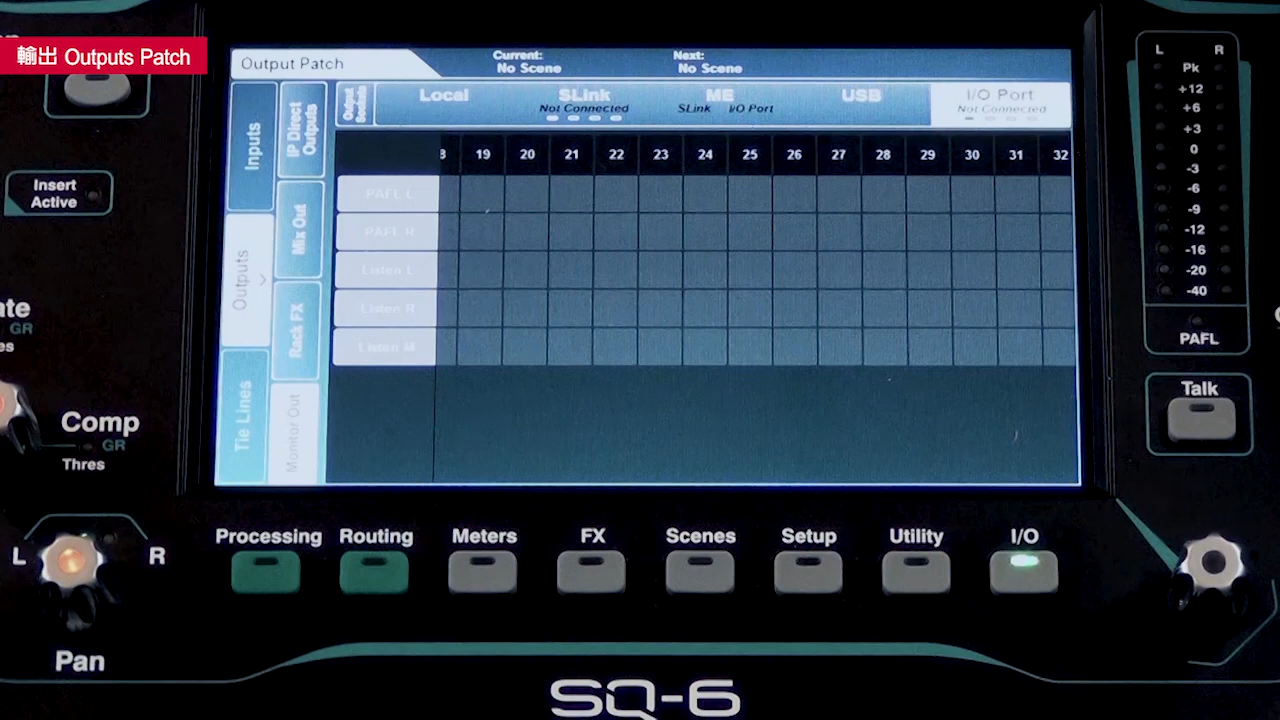 輸出 Outputs Patch
Output Patch
Current:
No Scene
Next:
No Scene
Inputs
Outputs
Tie Lines
IP Direct
Outputs
Mix Out
Rack FX
Monitor Out
Output
Sockets
Local
SLink
Not Connected
ME
SLink I/O Port
USB
I/O Port
Not Connected
19 20 21 22 23 24 25 26 27 28 29 30 31 32
PAFL L
PAFL R
Listen L
Listen R
Listen M
Insert
Active
GR
Comp
GR
Thres
L R
Pan
L R
Pk
+12
+6
+3
0
-3
-6
-9
-12
-16
-20
-40
PAFL
Talk
Processing Routing Meters FX Scenes Setup Utility I/O
SQ-6